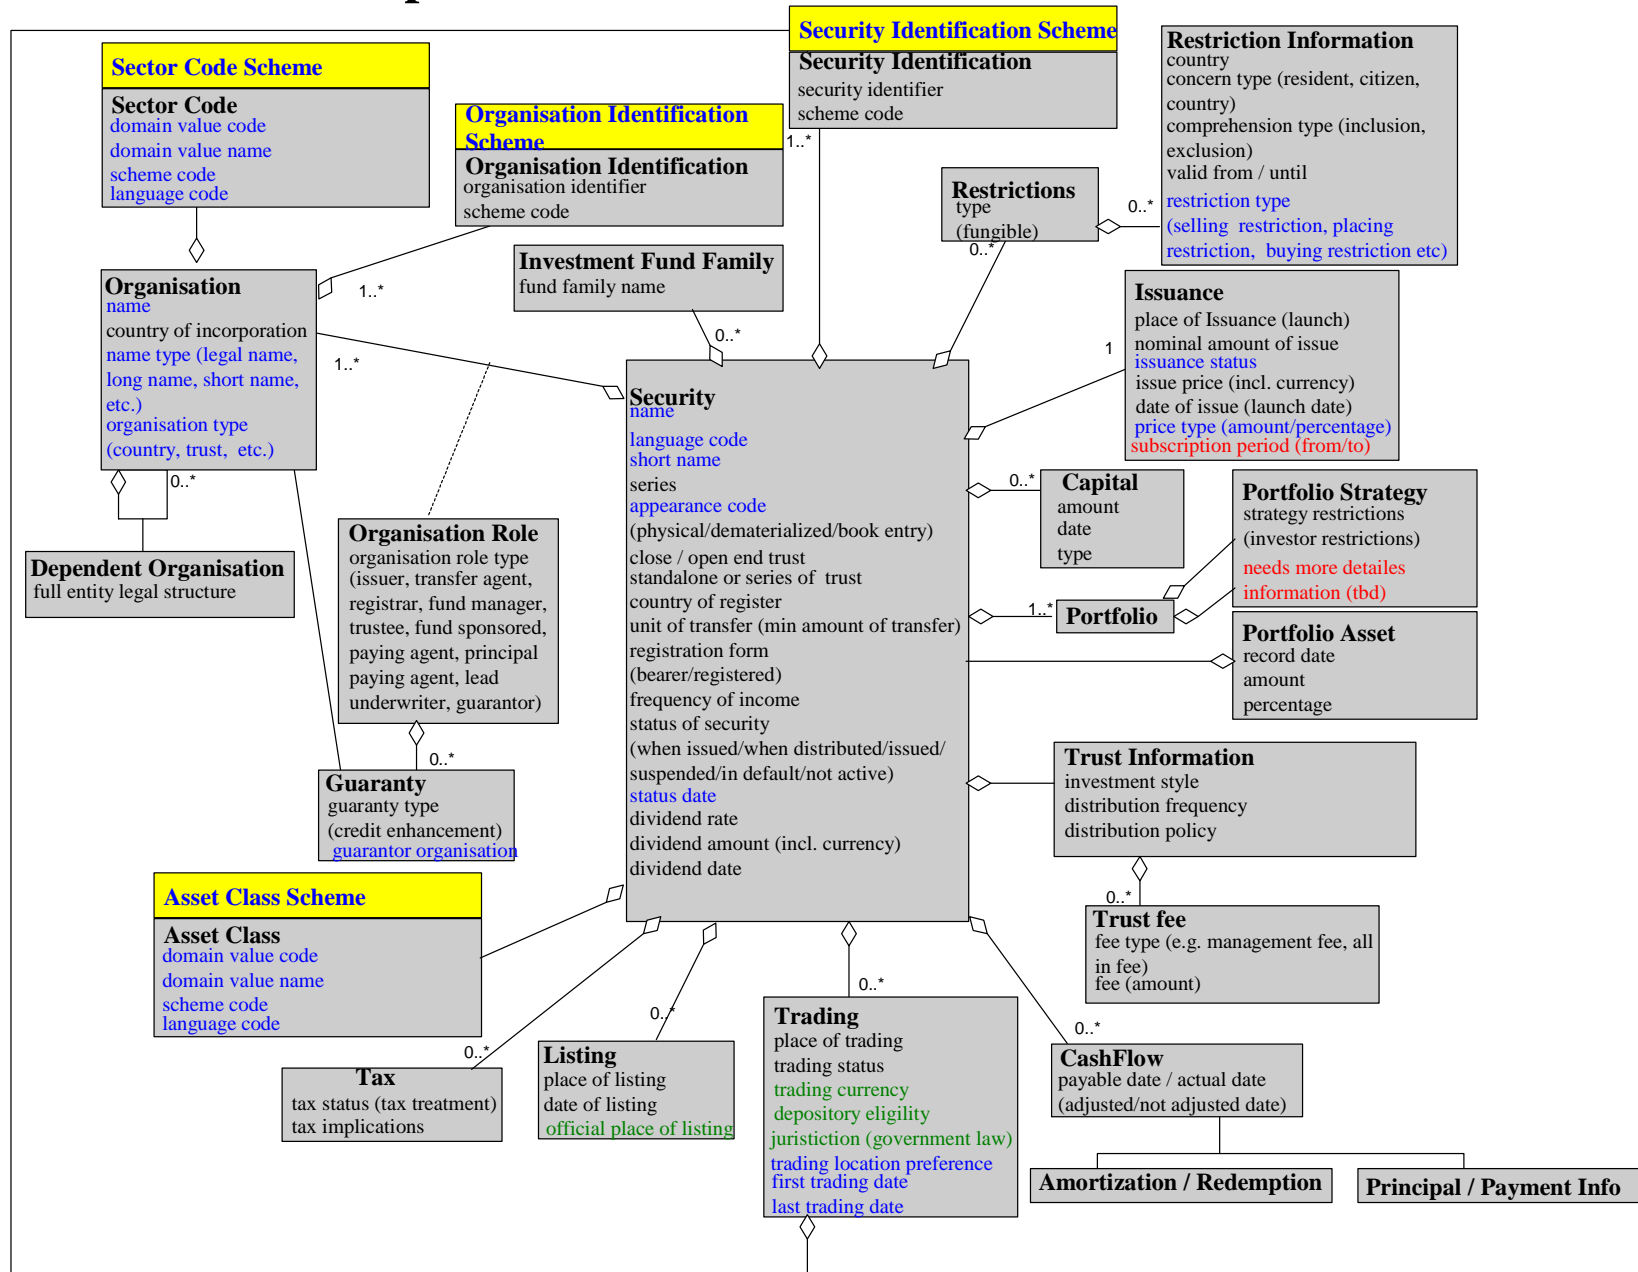 Sector Code Scheme
Sector Code
domain value code
domain value name
scheme code
language code
Organisation Identification
Scheme
Organisation Identification
organisation identifier
scheme code
Security Identification Scheme
Security Identification
security identifier
scheme code
1..*
Restriction Information
country
concern type (resident, citizen,
country)
comprehension type (inclusion,
exclusion)
valid from / until
restriction type
(selling restriction, placing
restriction, buying restriction etc)
Restrictions
type
(fungible)
0..*
0..*
Investment Fund Family
fund family name
0..*
Organisation
name
country of incorporation
name type (legal name,
long name, short name,
etc.)
organisation type
(country, trust, etc.)
1..*
1..*
0..*
Dependent Organisation
full entity legal structure
Issuance
place of Issuance (launch)
nominal amount of issue
issuance status
issue price (incl. currency)
date of issue (launch date)
price type (amount/percentage)
subscription period (from/to)
1
Security
name
language code
short name
series
appearance code
(physical/dematerialized/book entry)
close / open end trust
standalone or series of trust
country of register
unit of transfer (min amount of transfer)
registration form
(bearer/registered)
frequency of income
status of security
(when issued/when distributed/issued/
suspended/in default/not active)
status date
dividend rate
dividend amount (incl. currency)
dividend date
Organisation Role
organisation role type
(issuer, transfer agent,
registrar, fund manager,
trustee, fund sponsored,
paying agent, principal
paying agent, lead
underwriter, guarantor)
0..*
Guaranty
guaranty type
(credit enhancement)
guarantor organisation
0..*
Capital
amount
date
type
1..*
Portfolio
Portfolio Strategy
strategy restrictions
(investor restrictions)
needs more detailes
information (tbd)
Portfolio Asset
record date
amount
percentage
Trust Information
investment style
distribution frequency
distribution policy
0..*
Trust fee
fee type (e.g. management fee, all
in fee)
fee (amount)
Asset Class Scheme
Asset Class
domain value code
domain value name
scheme code
language code
0..*
Tax
tax status (tax treatment)
tax implications
0..*
Listing
place of listing
date of listing
official place of listing
0..*
Trading
place of trading
trading status
trading currency
depository eligility
juristiction (government law)
trading location preference
first trading date
last trading date
0..*
CashFlow
payable date / actual date
(adjusted/not adjusted date)
Amortization / Redemption
Principal / Payment Info